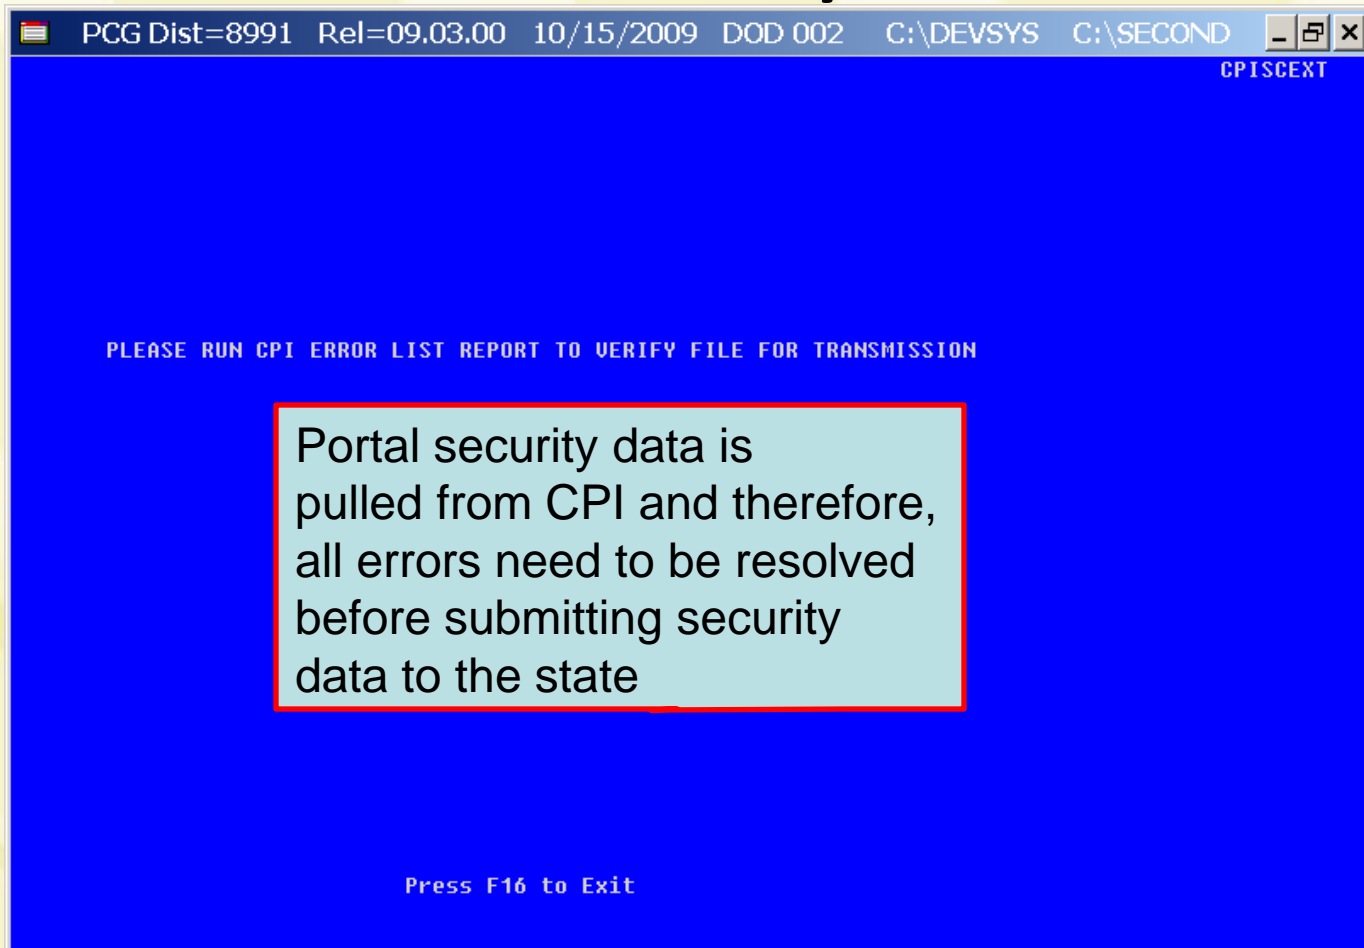 PCG Dist=8991 Rel=09.03.00 10/15/2009 DOD 002 C:\DEVSYS C:\SECOND
CPISCEXT
PLEASE RUN CPI ERROR LIST REPORT TO VERIFY FILE FOR TRANSMISSION
Portal security data is
pulled from CPI and therefore,
all errors need to be resolved
before submitting security
data to the state
Press F16 to Exit